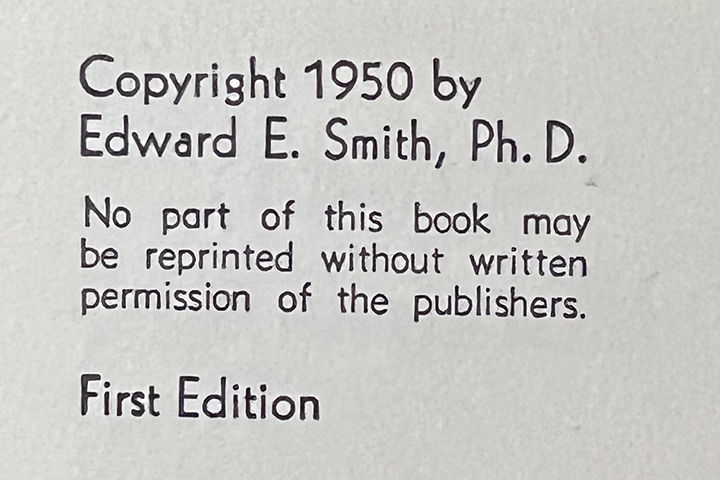 Copyright 1950 by
Edward E. Smith, Ph. D.
No part of this book may
be reprinted without written
permission of the publishers.
First Edition